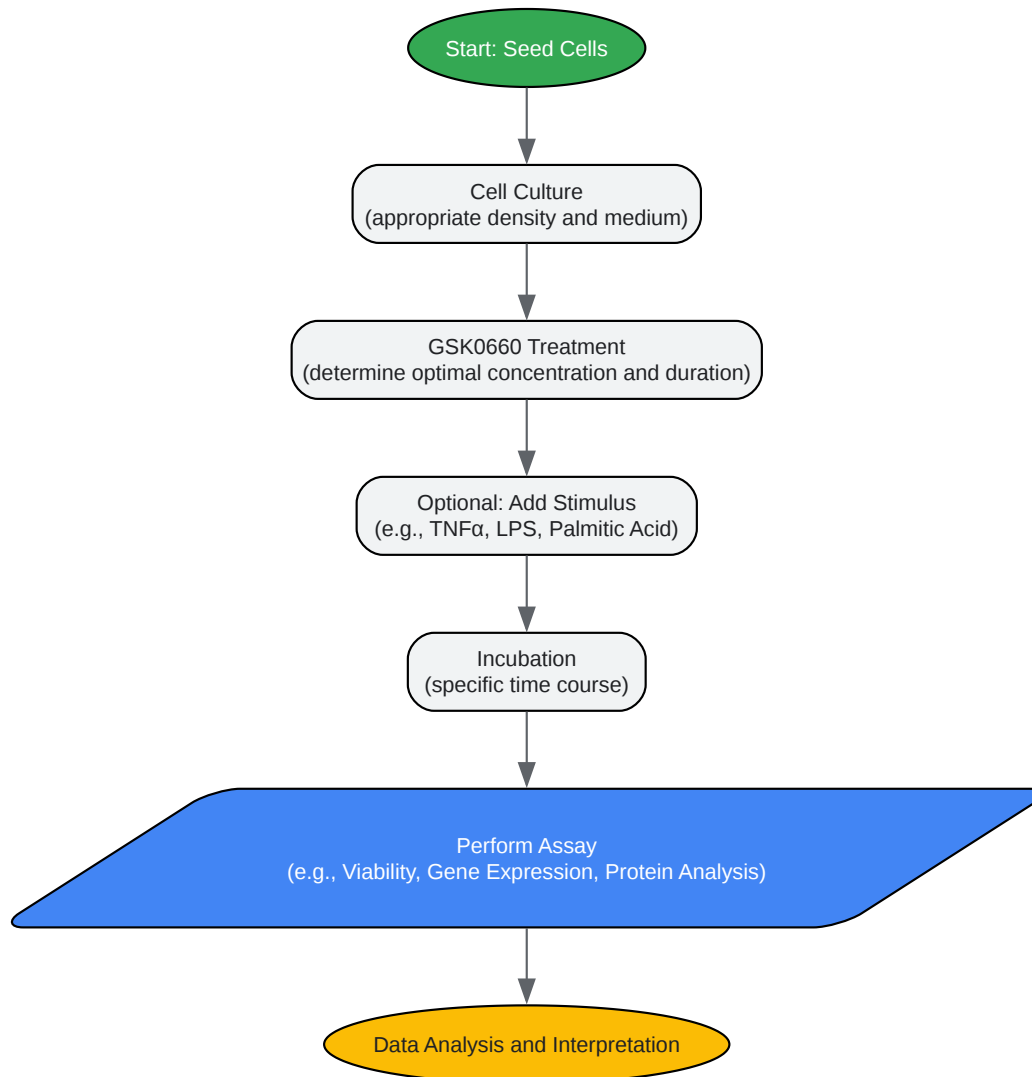 Start: Seed Cells
Cell Culture
(appropriate density and medium)
GSK0660 Treatment
(determine optimal concentration and duration)
Optional: Add Stimulus
(e.g., TNFα, LPS, Palmitic Acid)
Incubation
(specific time course)
Perform Assay
(e.g., Viability, Gene Expression, Protein Analysis)
Data Analysis and Interpretation